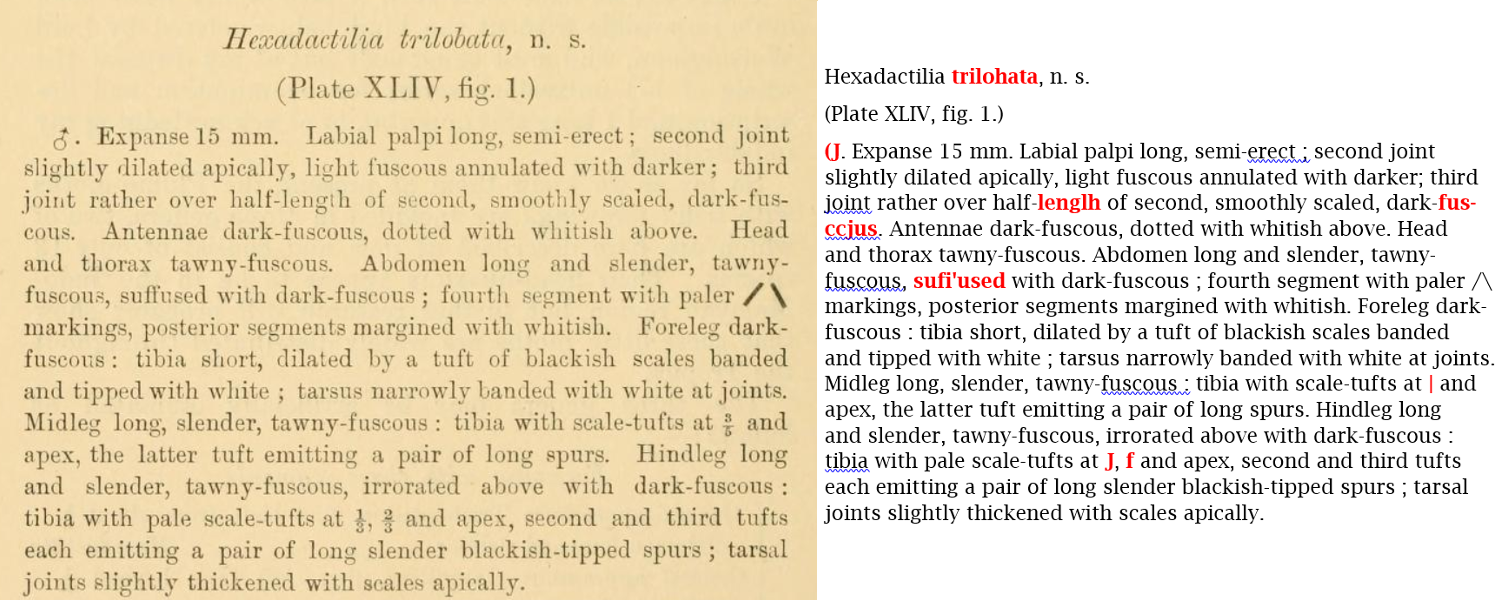 Hexadactilia trilobata, n. s.
(Plate XLIV, fig. 1.)
♂. Expanse 15 mm. Labial palpi long, semi-erect; second joint
slightly dilated apically, light fuscous annulated with darker; third
joint rather over half-length of second, smoothly scaled, dark-fus-
cous. Antennae dark-fuscous, dotted with whitish above. Head
and thorax tawny-fuscous. Abdomen long and slender, tawny-
fuscous, suffused with dark-fuscous; fourth segment with paler /\
markings, posterior segments margined with whitish. Foreleg dark-
fuscous: tibia short, dilated by a tuft of blackish scales banded
and tipped with white; tarsus narrowly banded with white at joints.
Midleg long, slender, tawny-fuscous: tibia with scale-tufts at 3/5 and
apex, the latter tuft emitting a pair of long spurs. Hindleg long
and slender, tawny-fuscous, irrorated above with dark-fuscous:
tibia with pale scale-tufts at 1/3, 2/3 and apex, second and third tufts
each emitting a pair of long slender blackish-tipped spurs; tarsal
joints slightly thickened with scales apically.
Hexadactilia trilohata, n. s.
(Plate XLIV, fig. 1.)
(J. Expanse 15 mm. Labial palpi long, semi-erect ; second joint
slightly dilated apically, light fuscous annulated with darker; third
joint rather over half-lenglh of second, smoothly scaled, dark-fus-
ccjus. Antennae dark-fuscous, dotted with whitish above. Head
and thorax tawny-fuscous. Abdomen long and slender, tawny-
fuscous, sufi'used with dark-fuscous ; fourth segment with paler /\
markings, posterior segments margined with whitish. Foreleg dark-
fuscous : tibia short, dilated by a tuft of blackish scales banded
and tipped with white ; tarsus narrowly banded with white at joints.
Midleg long, slender, tawny-fuscous : tibia with scale-tufts at | and
apex, the latter tuft emitting a pair of long spurs. Hindleg long
and slender, tawny-fuscous, irrorated above with dark-fuscous :
tibia with pale scale-tufts at J, f and apex, second and third tufts
each emitting a pair of long slender blackish-tipped spurs ; tarsal
joints slightly thickened with scales apically.